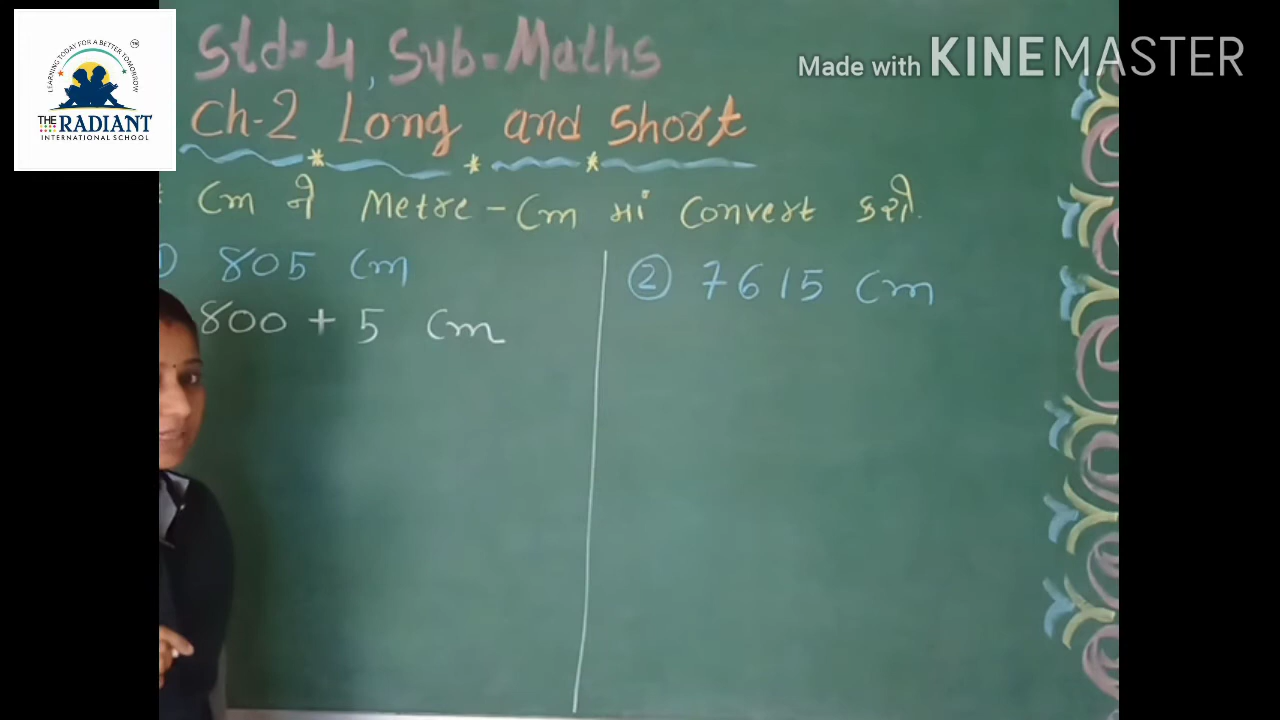 LEARNING TODAY FOR A BETTER TOMORROW
THE RADIANT
INTERNATIONAL SCHOOL
Made with KINEMASTER
Std=4, Sub=Maths
Ch-2 Long and Short
* Cm ને Metre - Cm માં Convert કરો.
① 805 Cm
800 + 5 Cm
② 7615 Cm